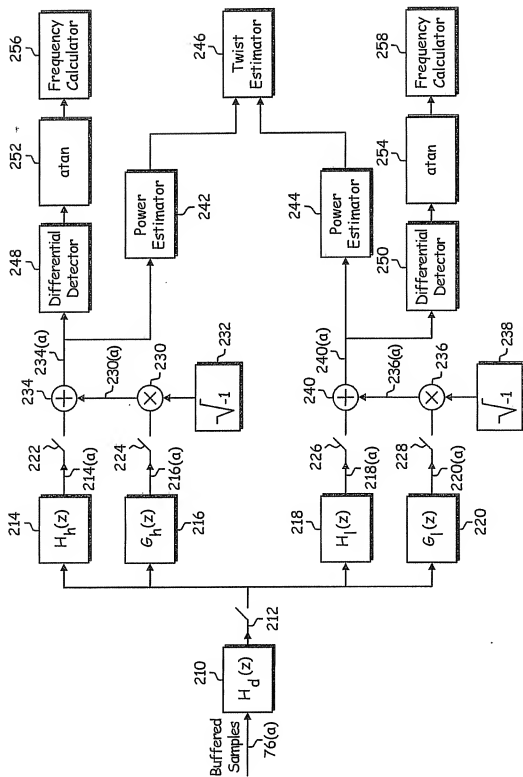 Buffered
Samples
76(a)
210
H_d(z)
212
214
H_h(z)
216
G_h(z)
218
H_l(z)
220
G_l(z)
222
214(a)
224
216(a)
226
218(a)
228
220(a)
234
234(a)
230(a)
230
232
√-1
240
240(a)
236(a)
236
238
√-1
248
Differential
Detector
252
atan
256
Frequency
Calculator
Power
Estimator
242
246
Twist
Estimator
244
Power
Estimator
250
Differential
Detector
254
atan
258
Frequency
Calculator